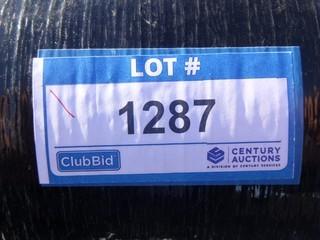 LOT #
1287
ClubBid
CENTURY
AUCTIONS
A DIVISION OF CENTURY SERVICES